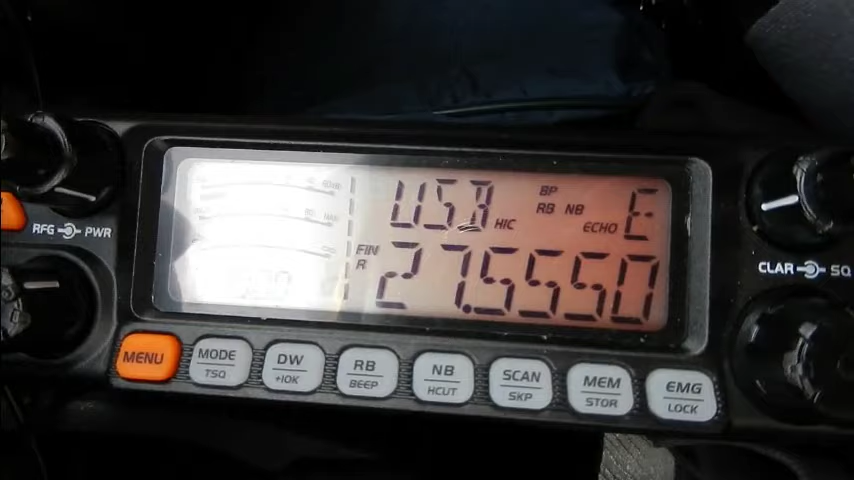 USB HIC BP RB NB ECHO E
FIN R 27.5550
RFG PWR
CLAR SQ
MENU
MODE TSQ
DW +10K
RB BEEP
NB HCUT
SCAN SKP
MEM STOR
EMG LOCK